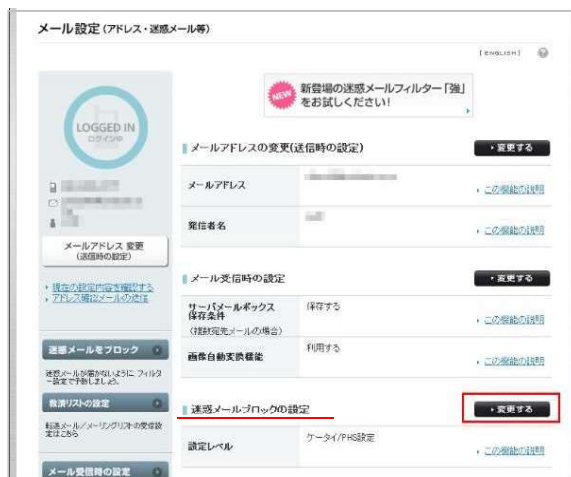 メール設定 (アドレス・迷惑メール等)
[ENGLISH]
?
NEW
新登場の迷惑メールフィルター「強」
をお試しください!
LOGGED IN
ログイン中
メールアドレスの変更(送信時の設定)
変更する
メールアドレス
この機能の説明
発信者名
この機能の説明
メールアドレス 変更
(送信時の設定)
現在の設定内容を確認する
アドレス確認メールの送信
メール受信時の設定
変更する
サーバメールボックス
保存条件
(複数宛先メールの場合)
保存する
この機能の説明
画像自動変換機能
利用する
この機能の説明
迷惑メールをブロック
迷惑メールが届かないように フィルタ
ー設定で予防しましょう。
救済リストの設定
転送メール/メーリングリストの受信設
定はこちら
メール受信時の設定
迷惑メールブロックの設定
変更する
設定レベル
ケータイ/PHS設定
この機能の説明